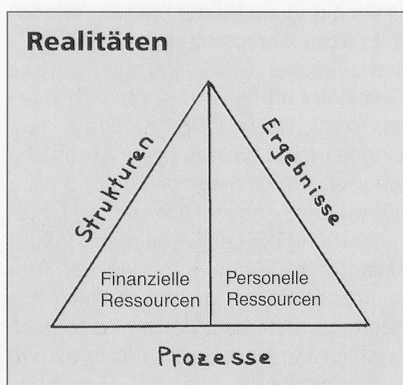 Realitäten
Strukturen
Ergebnisse
Finanzielle
Ressourcen
Personelle
Ressourcen
Prozesse